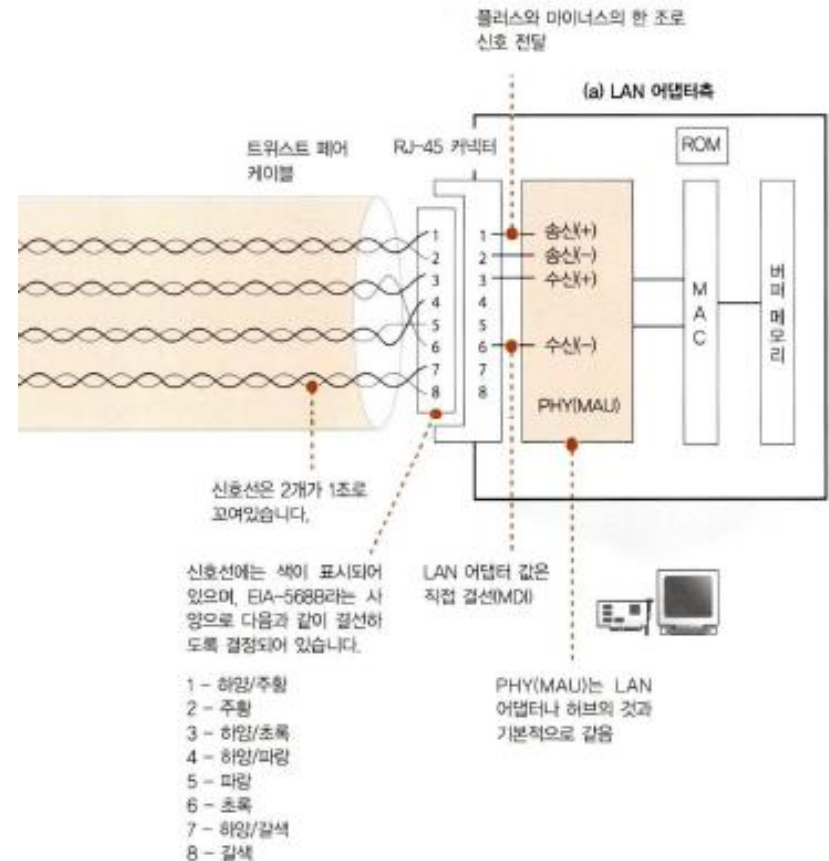 플러스와 마이너스의 한 조로
신호 전달
(a) LAN 어댑터측
트위스트 페어
케이블
RJ-45 커넥터
ROM
1
2
3
4
5
6
7
8
1
2
3
4
5
6
7
8
송신(+)
송신(-)
수신(+)
수신(-)
PHY(MAU)
MAC
버퍼 메모리
신호선은 2개가 1조로
꼬여있습니다.
신호선에는 색이 표시되어
있으며, EIA-568B라는 사
양으로 다음과 같이 결선하
도록 결정되어 있습니다.
1 - 하양/주황
2 - 주황
3 - 하양/초록
4 - 하양/파랑
5 - 파랑
6 - 초록
7 - 하양/갈색
8 - 갈색
LAN 어댑터 값은
직접 결선(MDI)
PHY(MAU)는 LAN
어댑터나 허브의 것과
기본적으로 같음